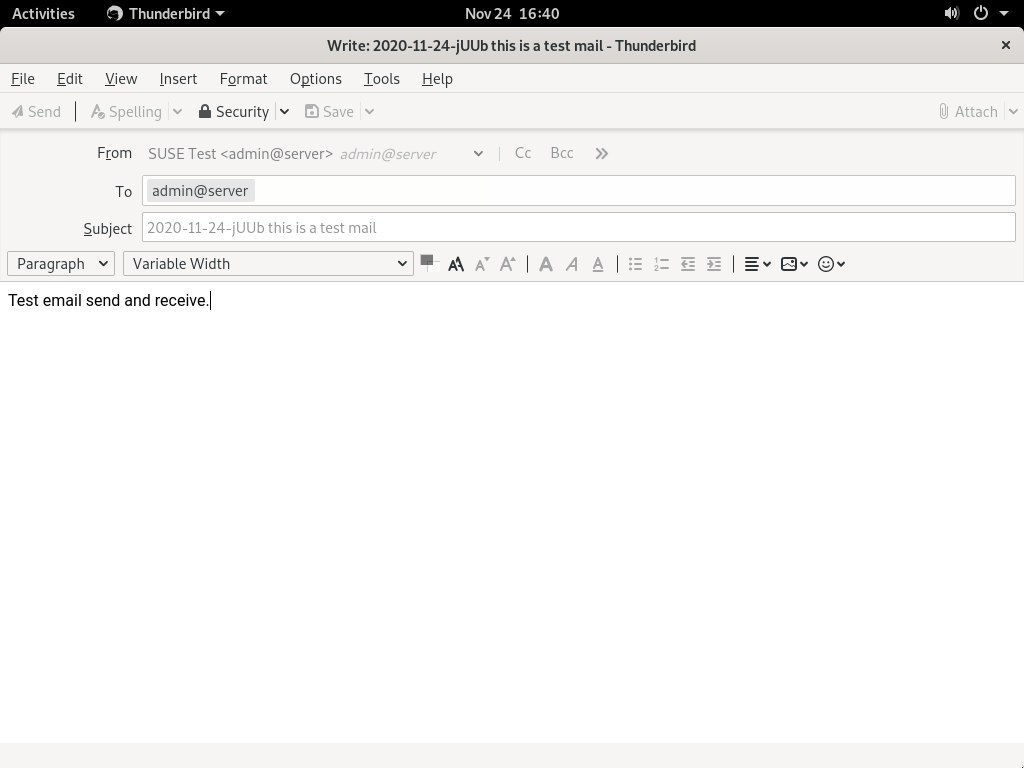 Activities Thunderbird Nov 24 16:40
Write: 2020-11-24-jUUb this is a test mail - Thunderbird
File Edit View Insert Format Options Tools Help
Send Spelling Security Save Attach
From SUSE Test <admin@server> admin@server Cc Bcc
To admin@server
Subject 2020-11-24-jUUb this is a test mail
Paragraph Variable Width
Test email send and receive.